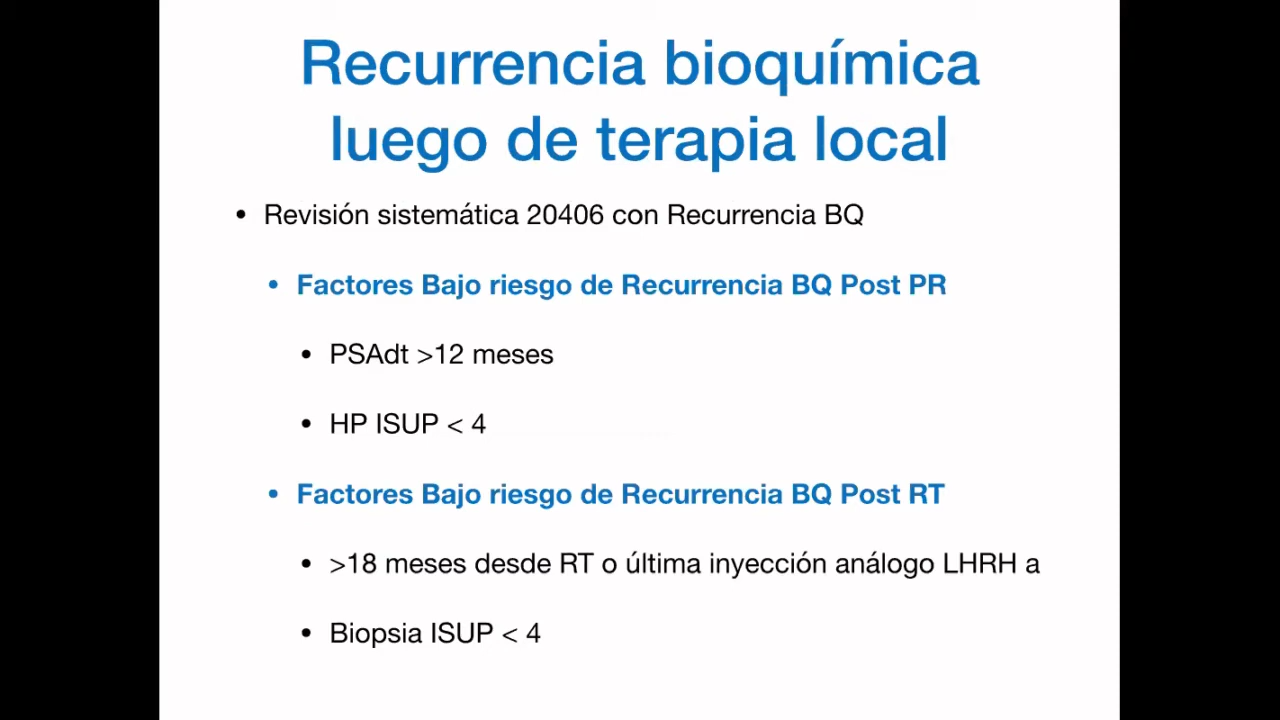 Recurrencia bioquímica
luego de terapia local
• Revisión sistemática 20406 con Recurrencia BQ
• Factores Bajo riesgo de Recurrencia BQ Post PR
• PSAdt >12 meses
• HP ISUP < 4
• Factores Bajo riesgo de Recurrencia BQ Post RT
• >18 meses desde RT o última inyección análogo LHRH a
• Biopsia ISUP < 4